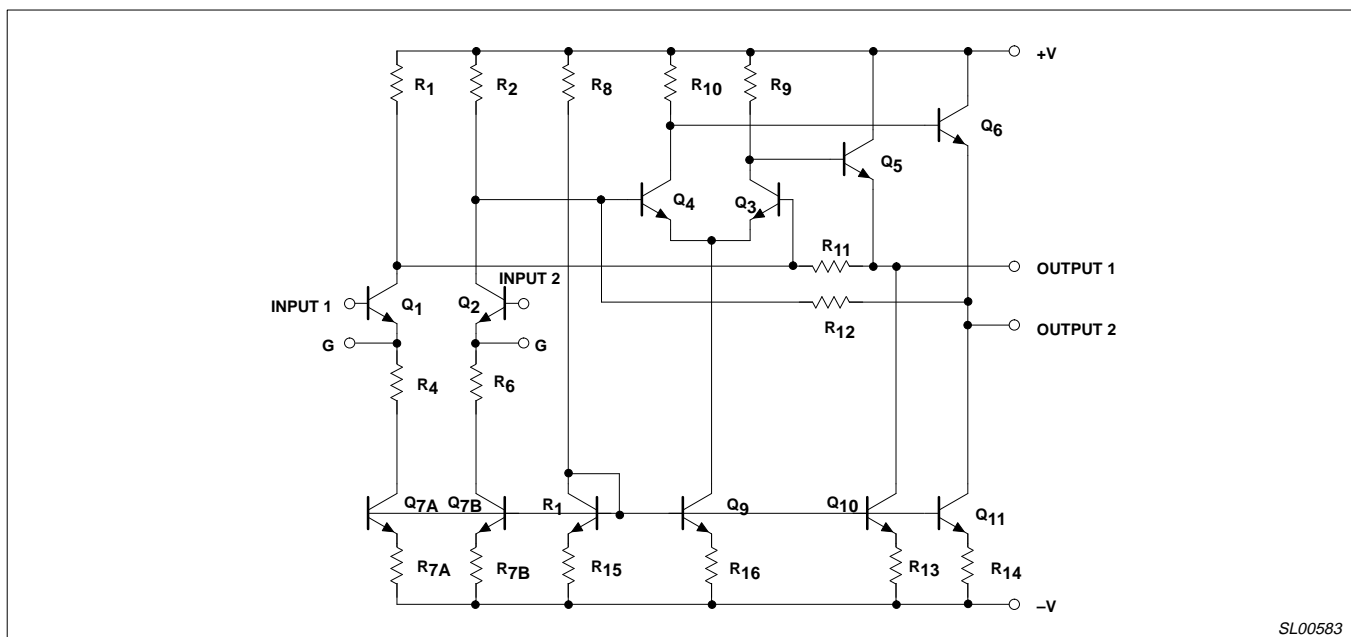 +V
R1 R2 R8 R10 R9
Q6
Q5
Q4 Q3
R11
OUTPUT 1
INPUT 2
INPUT 1 Q1 Q2
R12
OUTPUT 2
G G
R4 R6
Q7A Q7B R1 Q9 Q10 Q11
R7A R7B R15 R16 R13 R14
–V
SL00583